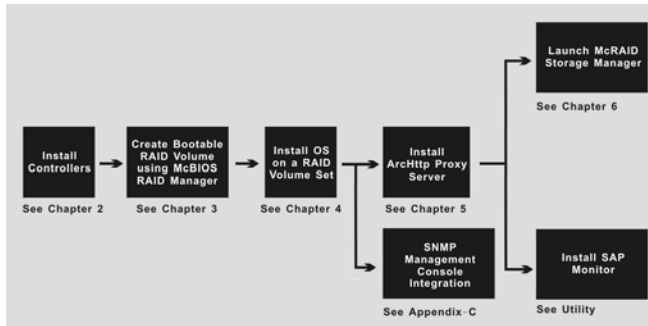 Install
Controllers
See Chapter 2
Create Bootable
RAID Volume
using McBIOS
RAID Manager
See Chapter 3
Install OS
on a RAID
Volume Set
See Chapter 4
Install
ArcHttp Proxy
Server
See Chapter 5
SNMP
Management
Console
Integration
See Appendix-C
Launch McRAID
Storage Manager
See Chapter 6
Install SAP
Monitor
See Utility